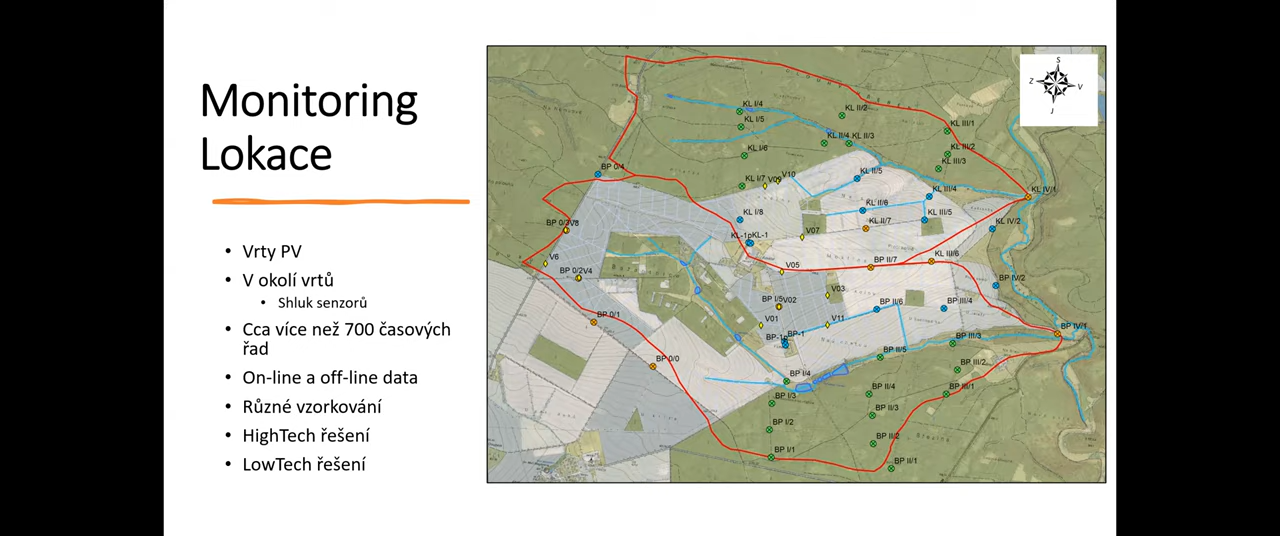 Monitoring
Lokace
Vrty PV
V okolí vrtů
Shluk senzorů
Cca více než 700 časových
řad
On-line a off-line data
Různé vzorkování
HighTech řešení
LowTech řešení
S
Z
V
J
KL I/4
KL II/2
KL I/5
KL III/1
KL II/4
KL II/3
KL I/6
KL III/2
KL III/3
BP 0/4
KL I/7
V09
V10
KL II/5
KL III/4
KL IV/1
KL II/6
KL I/8
KL III/5
KL IV/2
BP 0/3
V8
KL II/7
KL-1p
KL-1
V07
V6
BP 0/2
V4
V05
BP II/7
KL III/6
BP IV/2
V03
BP I/5
V02
BP II/6
BP III/4
BP 0/1
V01
V11
BP-1p
BP-1
BP IV/1
BP III/3
BP II/5
BP 0/0
BP III/2
BP I/4
BP II/4
BP III/1
BP I/3
BP II/3
BP I/2
BP II/2
BP I/1
BP II/1